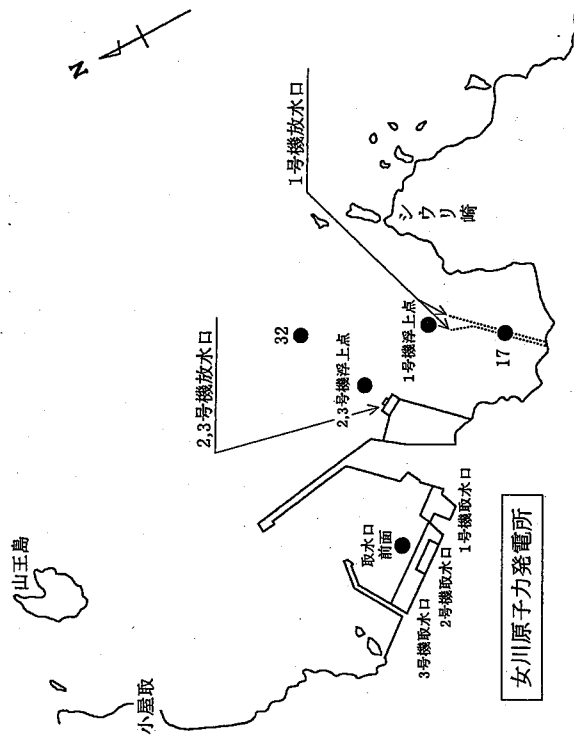 N
1号機放水口
2,3号機放水口
シウリ崎
32
1号機浮上点
2,3号機浮上点
17
山王島
取水口
前面
1号機取水口
2号機取水口
3号機取水口
小屋取
女川原子力発電所